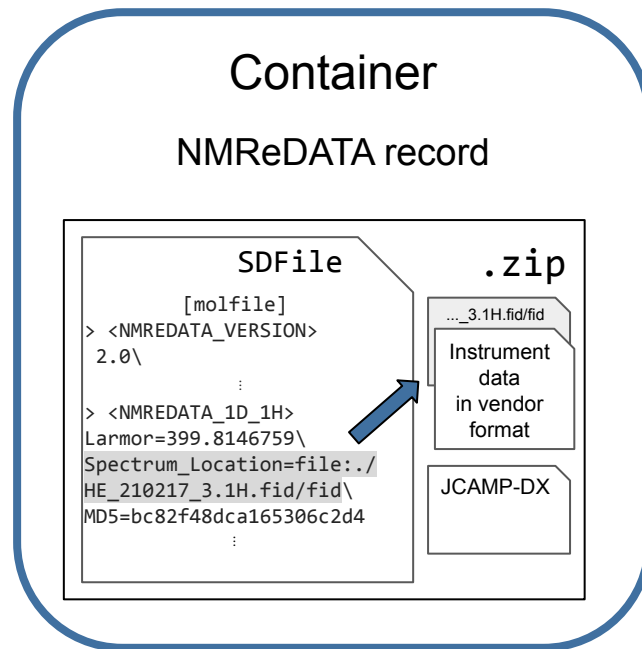 Container
NMReDATA record
SDFile
[molfile]
> <NMREDATA_VERSION>
2.0\
⋮
> <NMREDATA_1D_1H>
Larmor=399.8146759\
Spectrum_Location=file:./
HE_210217_3.1H.fid/fid\
MD5=bc82f48dca165306c2d4
⋮
.zip
..._3.1H.fid/fid
Instrument
data
in vendor
format
JCAMP-DX